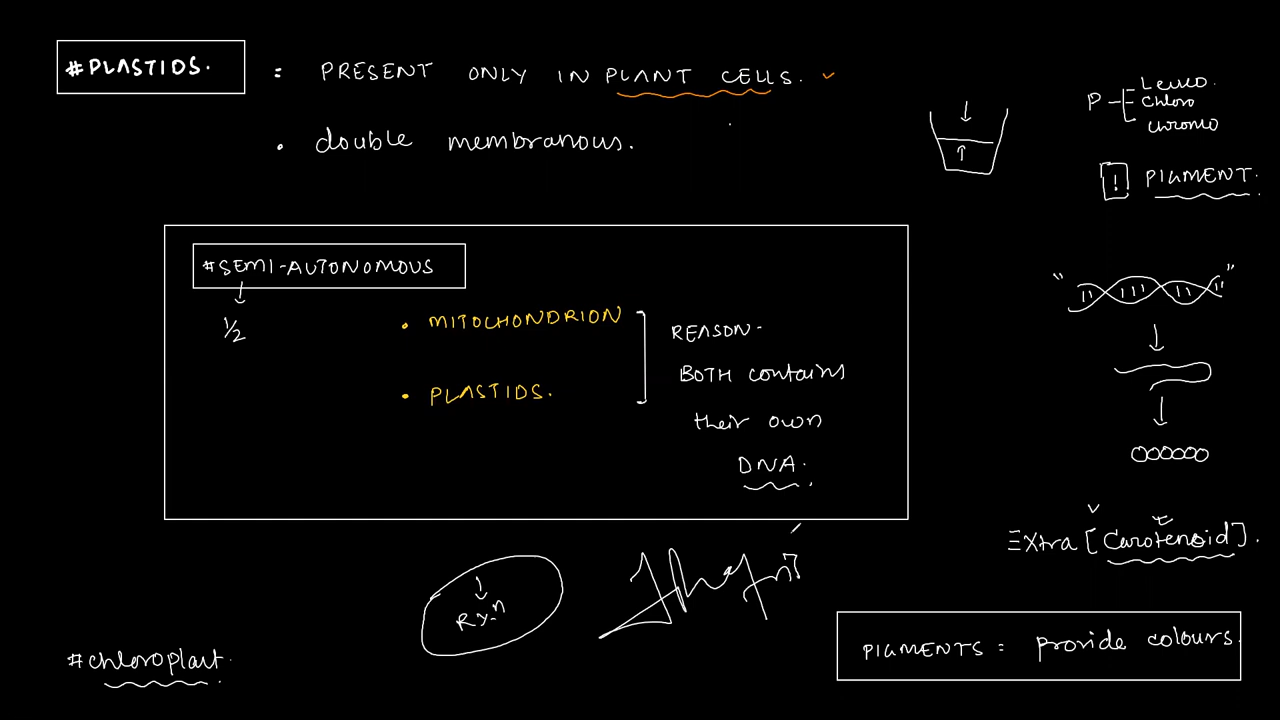 #PLASTIDS. : PRESENT ONLY IN PLANT CELLS.
• double membranous.
P - Leuco.
Chloro
Chromo
! PIGMENT.
#SEMI-AUTONOMOUS
1/2
• MITOCHONDRION
• PLASTIDS.
REASON-
BOTH contains
their own
DNA.
Extra [Carotenoid].
Rxn
#chloroplast.
PIGMENTS: provide colours.